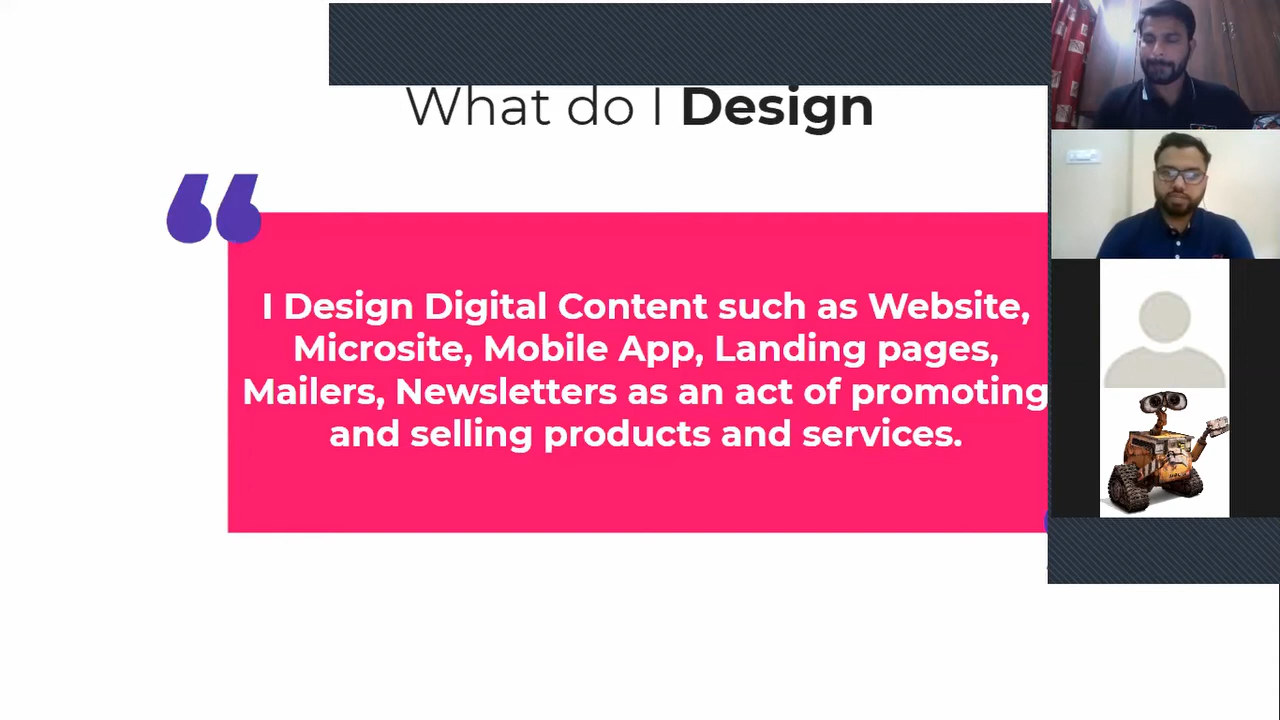 What do I Design
“
I Design Digital Content such as Website,
Microsite, Mobile App, Landing pages,
Mailers, Newsletters as an act of promoting
and selling products and services.